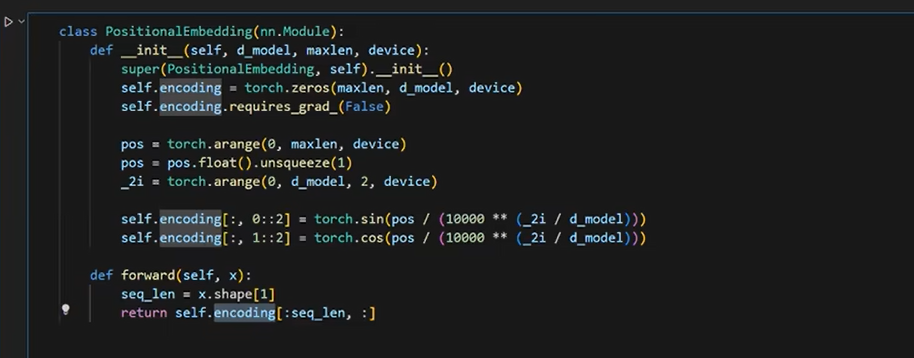 class PositionalEmbedding(nn.Module):
    def __init__(self, d_model, maxlen, device):
        super(PositionalEmbedding, self).__init__()
        self.encoding = torch.zeros(maxlen, d_model, device)
        self.encoding.requires_grad_(False)

        pos = torch.arange(0, maxlen, device)
        pos = pos.float().unsqueeze(1)
        _2i = torch.arange(0, d_model, 2, device)

        self.encoding[:, 0::2] = torch.sin(pos / (10000 ** (_2i / d_model)))
        self.encoding[:, 1::2] = torch.cos(pos / (10000 ** (_2i / d_model)))

    def forward(self, x):
        seq_len = x.shape[1]
        return self.encoding[:seq_len, :]